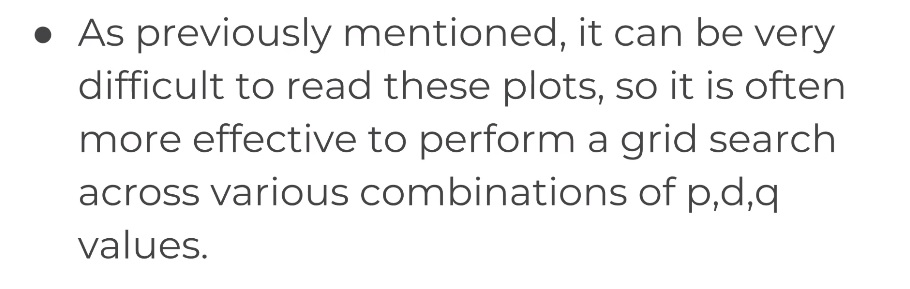 ● As previously mentioned, it can be very
difficult to read these plots, so it is often
more effective to perform a grid search
across various combinations of p,d,q
values.